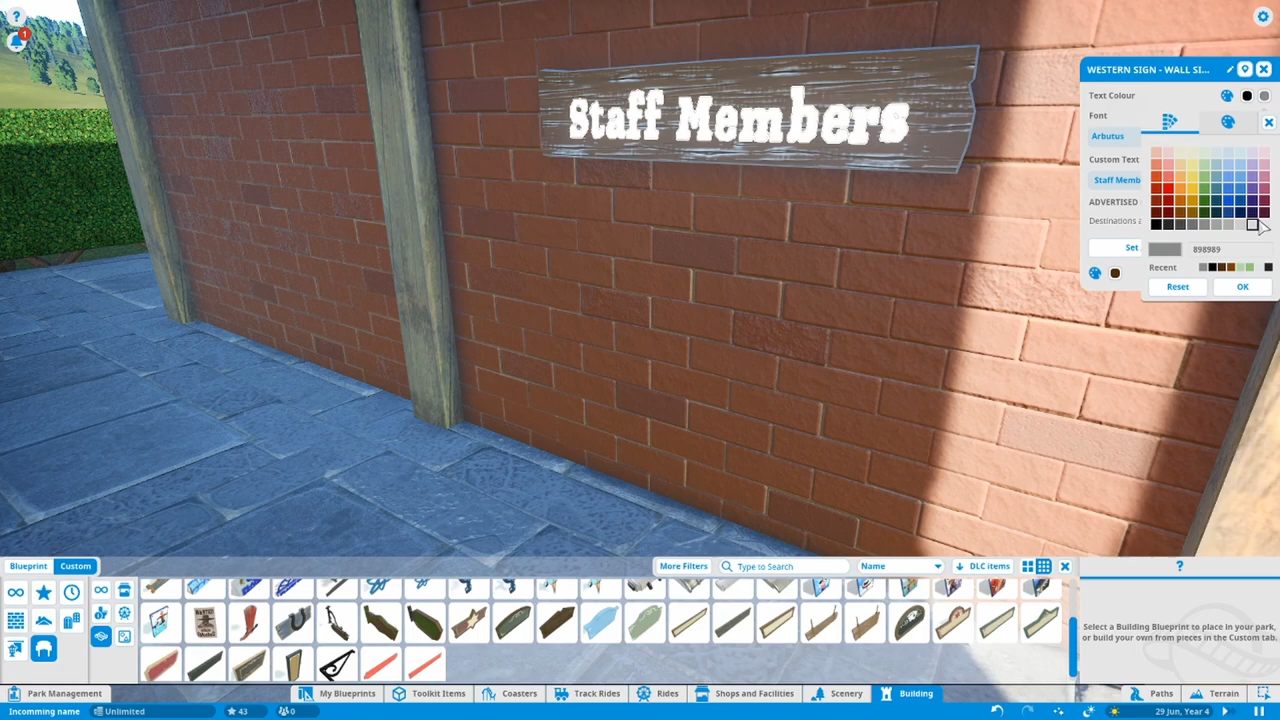 ?
1
Staff Members
WESTERN SIGN - WALL SI...
Text Colour
Font
Arbutus
Custom Text
Staff Memb
ADVERTISED
Destinations a
Set
898989
Recent
Reset
OK
Blueprint
Custom
More Filters
Type to Search
Name
DLC items
?
Select a Building Blueprint to place in your park,
or build your own from pieces in the Custom tab.
Park Management
My Blueprints
Toolkit Items
Coasters
Track Rides
Rides
Shops and Facilities
Scenery
Building
Paths
Terrain
Incoming name
Unlimited
43
0
29 Jun, Year 4